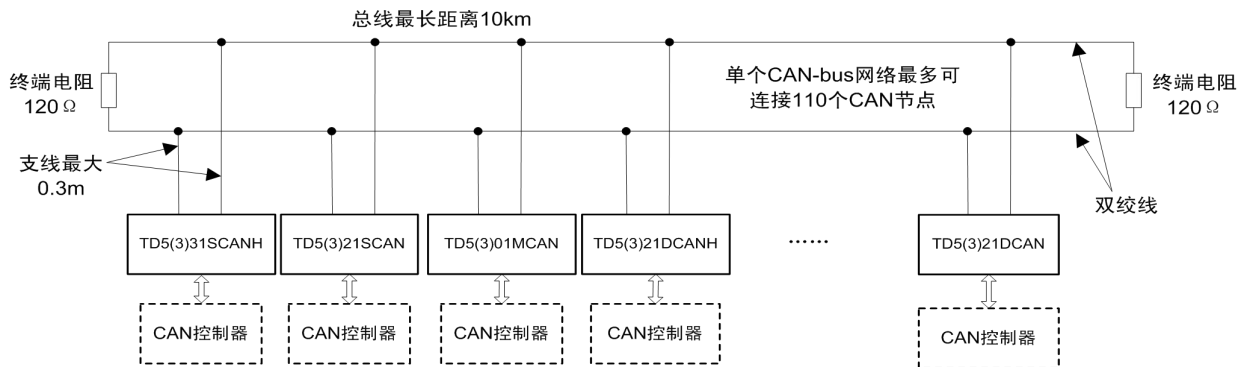 总线最长距离10km
终端电阻
120Ω
单个CAN-bus网络最多可
连接110个CAN节点
终端电阻
120Ω
支线最大
0.3m
双绞线
TD5(3)31SCANH
TD5(3)21SCAN
TD5(3)01MCAN
TD5(3)21DCANH
……
TD5(3)21DCAN
CAN控制器
CAN控制器
CAN控制器
CAN控制器
CAN控制器